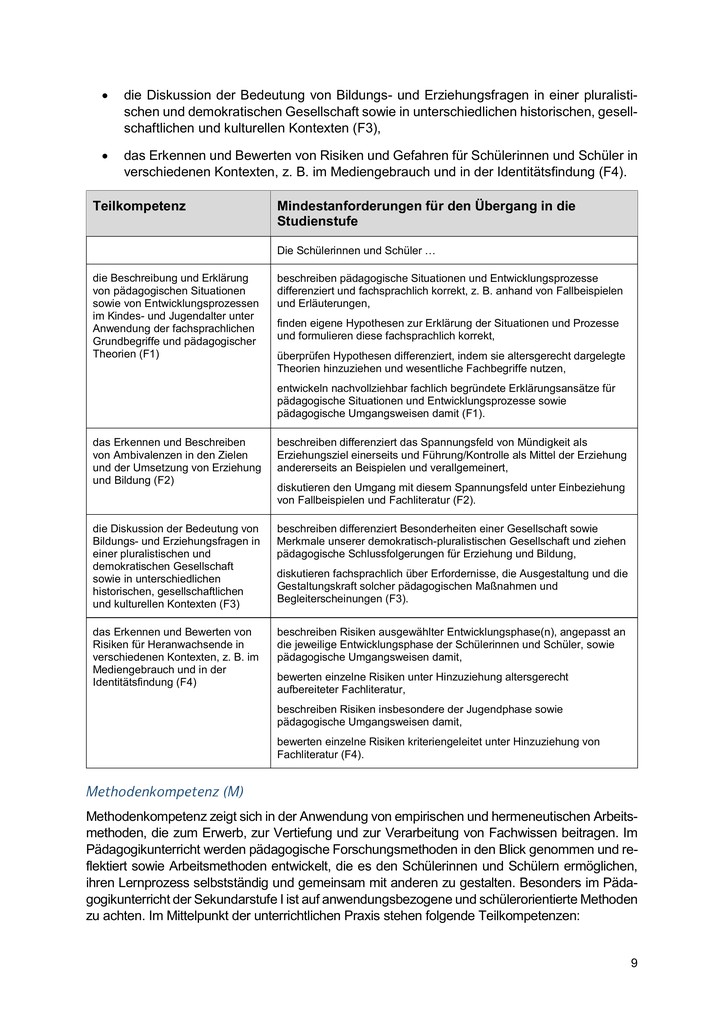 • die Diskussion der Bedeutung von Bildungs- und Erziehungsfragen in einer pluralisti-
schen und demokratischen Gesellschaft sowie in unterschiedlichen historischen, gesell-
schaftlichen und kulturellen Kontexten (F3),
• das Erkennen und Bewerten von Risiken und Gefahren für Schülerinnen und Schüler in
verschiedenen Kontexten, z. B. im Mediengebrauch und in der Identitätsfindung (F4).
Teilkompetenz
Mindestanforderungen für den Übergang in die
Studienstufe
Die Schülerinnen und Schüler …
die Beschreibung und Erklärung
von pädagogischen Situationen
sowie von Entwicklungsprozessen
im Kindes- und Jugendalter unter
Anwendung der fachsprachlichen
Grundbegriffe und pädagogischer
Theorien (F1)
beschreiben pädagogische Situationen und Entwicklungsprozesse
differenziert und fachsprachlich korrekt, z. B. anhand von Fallbeispielen
und Erläuterungen,
finden eigene Hypothesen zur Erklärung der Situationen und Prozesse
und formulieren diese fachsprachlich korrekt,
überprüfen Hypothesen differenziert, indem sie altersgerecht dargelegte
Theorien hinzuziehen und wesentliche Fachbegriffe nutzen,
entwickeln nachvollziehbar fachlich begründete Erklärungsansätze für
pädagogische Situationen und Entwicklungsprozesse sowie
pädagogische Umgangsweisen damit (F1).
das Erkennen und Beschreiben
von Ambivalenzen in den Zielen
und der Umsetzung von Erziehung
und Bildung (F2)
beschreiben differenziert das Spannungsfeld von Mündigkeit als
Erziehungsziel einerseits und Führung/Kontrolle als Mittel der Erziehung
andererseits an Beispielen und verallgemeinert,
diskutieren den Umgang mit diesem Spannungsfeld unter Einbeziehung
von Fallbeispielen und Fachliteratur (F2).
die Diskussion der Bedeutung von
Bildungs- und Erziehungsfragen in
einer pluralistischen und
demokratischen Gesellschaft
sowie in unterschiedlichen
historischen, gesellschaftlichen
und kulturellen Kontexten (F3)
beschreiben differenziert Besonderheiten einer Gesellschaft sowie
Merkmale unserer demokratisch-pluralistischen Gesellschaft und ziehen
pädagogische Schlussfolgerungen für Erziehung und Bildung,
diskutieren fachsprachlich über Erfordernisse, die Ausgestaltung und die
Gestaltungskraft solcher pädagogischen Maßnahmen und
Begleiterscheinungen (F3).
das Erkennen und Bewerten von
Risiken für Heranwachsende in
verschiedenen Kontexten, z. B. im
Mediengebrauch und in der
Identitätsfindung (F4)
beschreiben Risiken ausgewählter Entwicklungsphase(n), angepasst an
die jeweilige Entwicklungsphase der Schülerinnen und Schüler, sowie
pädagogische Umgangsweisen damit,
bewerten einzelne Risiken unter Hinzuziehung altersgerecht
aufbereiteter Fachliteratur,
beschreiben Risiken insbesondere der Jugendphase sowie
pädagogische Umgangsweisen damit,
bewerten einzelne Risiken kriteriengeleitet unter Hinzuziehung von
Fachliteratur (F4).
Methodenkompetenz (M)
Methodenkompetenz zeigt sich in der Anwendung von empirischen und hermeneutischen Arbeits-
methoden, die zum Erwerb, zur Vertiefung und zur Verarbeitung von Fachwissen beitragen. Im
Pädagogikunterricht werden pädagogische Forschungsmethoden in den Blick genommen und re-
flektiert sowie Arbeitsmethoden entwickelt, die es den Schülerinnen und Schülern ermöglichen,
ihren Lernprozess selbstständig und gemeinsam mit anderen zu gestalten. Besonders im Päda-
gogikunterricht der Sekundarstufe I ist auf anwendungsbezogene und schülerorientierte Methoden
zu achten. Im Mittelpunkt der unterrichtlichen Praxis stehen folgende Teilkompetenzen:
9